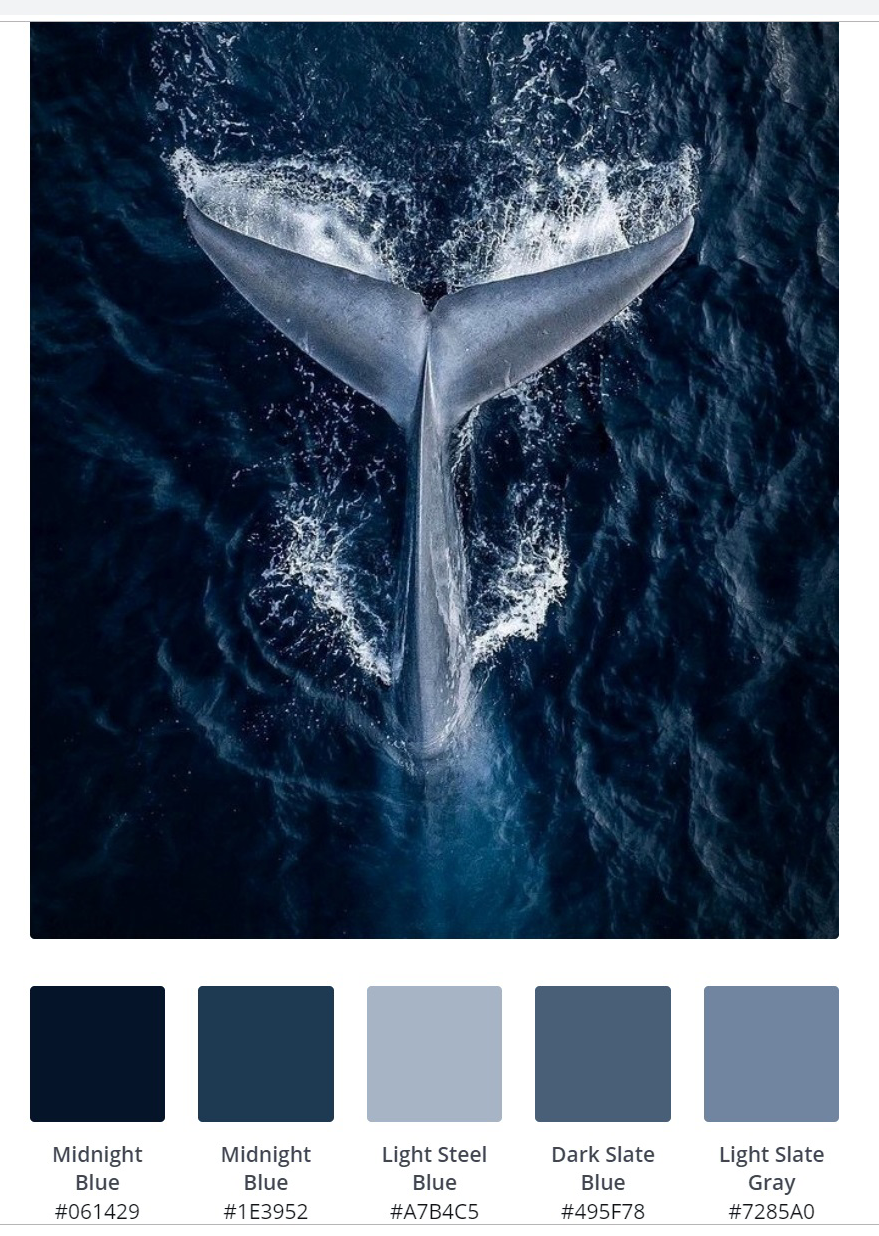 Midnight
Blue
#061429
Midnight
Blue
#1E3952
Light Steel
Blue
#A7B4C5
Dark Slate
Blue
#495F78
Light Slate
Gray
#7285A0